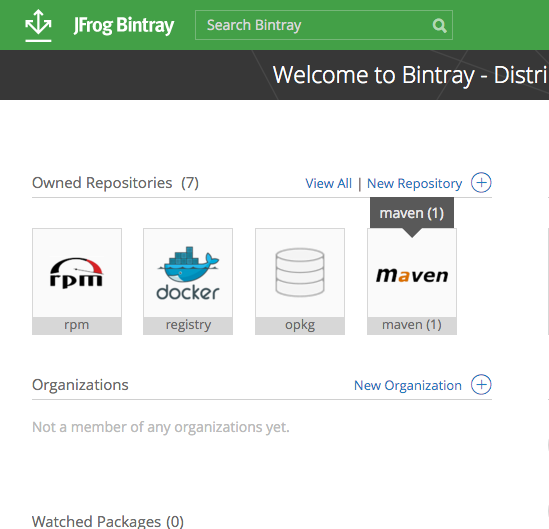 JFrog Bintray
Search Bintray
Welcome to Bintray - Distri
Owned Repositories (7)
View All | New Repository
maven (1)
rpm
docker
maven
rpm
registry
opkg
maven (1)
Organizations
New Organization
Not a member of any organizations yet.
Watched Packages (0)